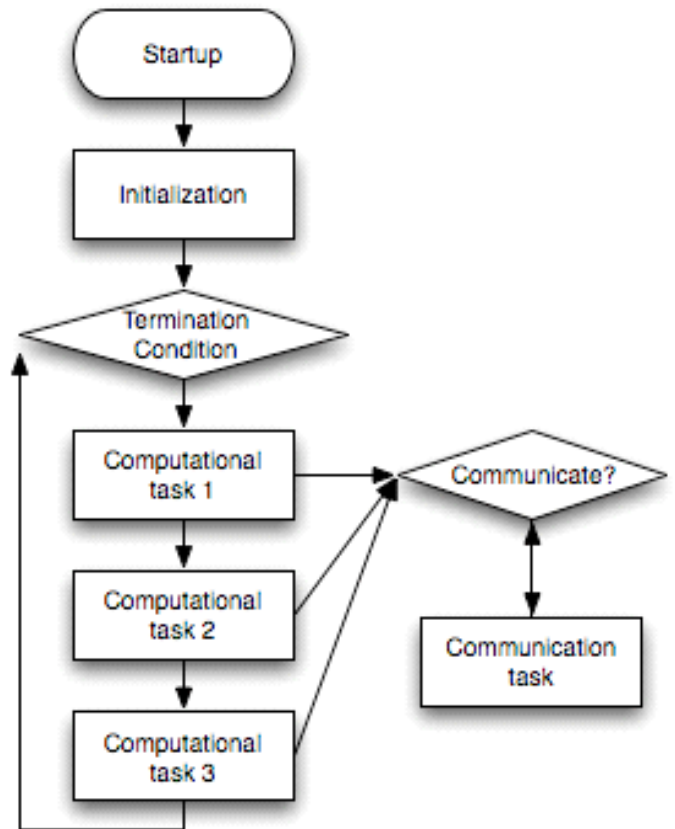 Startup
Initialization
Termination
Condition
Computational
task 1
Communicate?
Computational
task 2
Communication
task
Computational
task 3